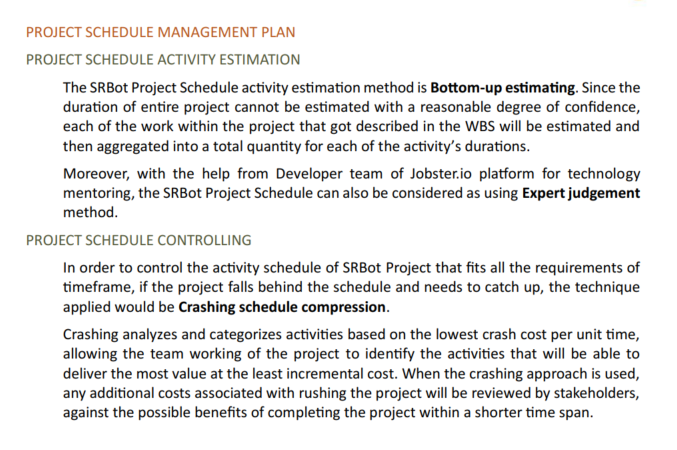 PROJECT SCHEDULE MANAGEMENT PLAN
PROJECT SCHEDULE ACTIVITY ESTIMATION
The SRBot Project Schedule activity estimation method is Bottom-up estimating. Since the
duration of entire project cannot be estimated with a reasonable degree of confidence,
each of the work within the project that got described in the WBS will be estimated and
then aggregated into a total quantity for each of the activity's durations.
Moreover, with the help from Developer team of Jobster.io platform for technology
mentoring, the SRBot Project Schedule can also be considered as using Expert judgement
method.
PROJECT SCHEDULE CONTROLLING
In order to control the activity schedule of SRBot Project that fits all the requirements of
timeframe, if the project falls behind the schedule and needs to catch up, the technique
applied would be Crashing schedule compression.
Crashing analyzes and categorizes activities based on the lowest crash cost per unit time,
allowing the team working of the project to identify the activities that will be able to
deliver the most value at the least incremental cost. When the crashing approach is used,
any additional costs associated with rushing the project will be reviewed by stakeholders,
against the possible benefits of completing the project within a shorter time span.